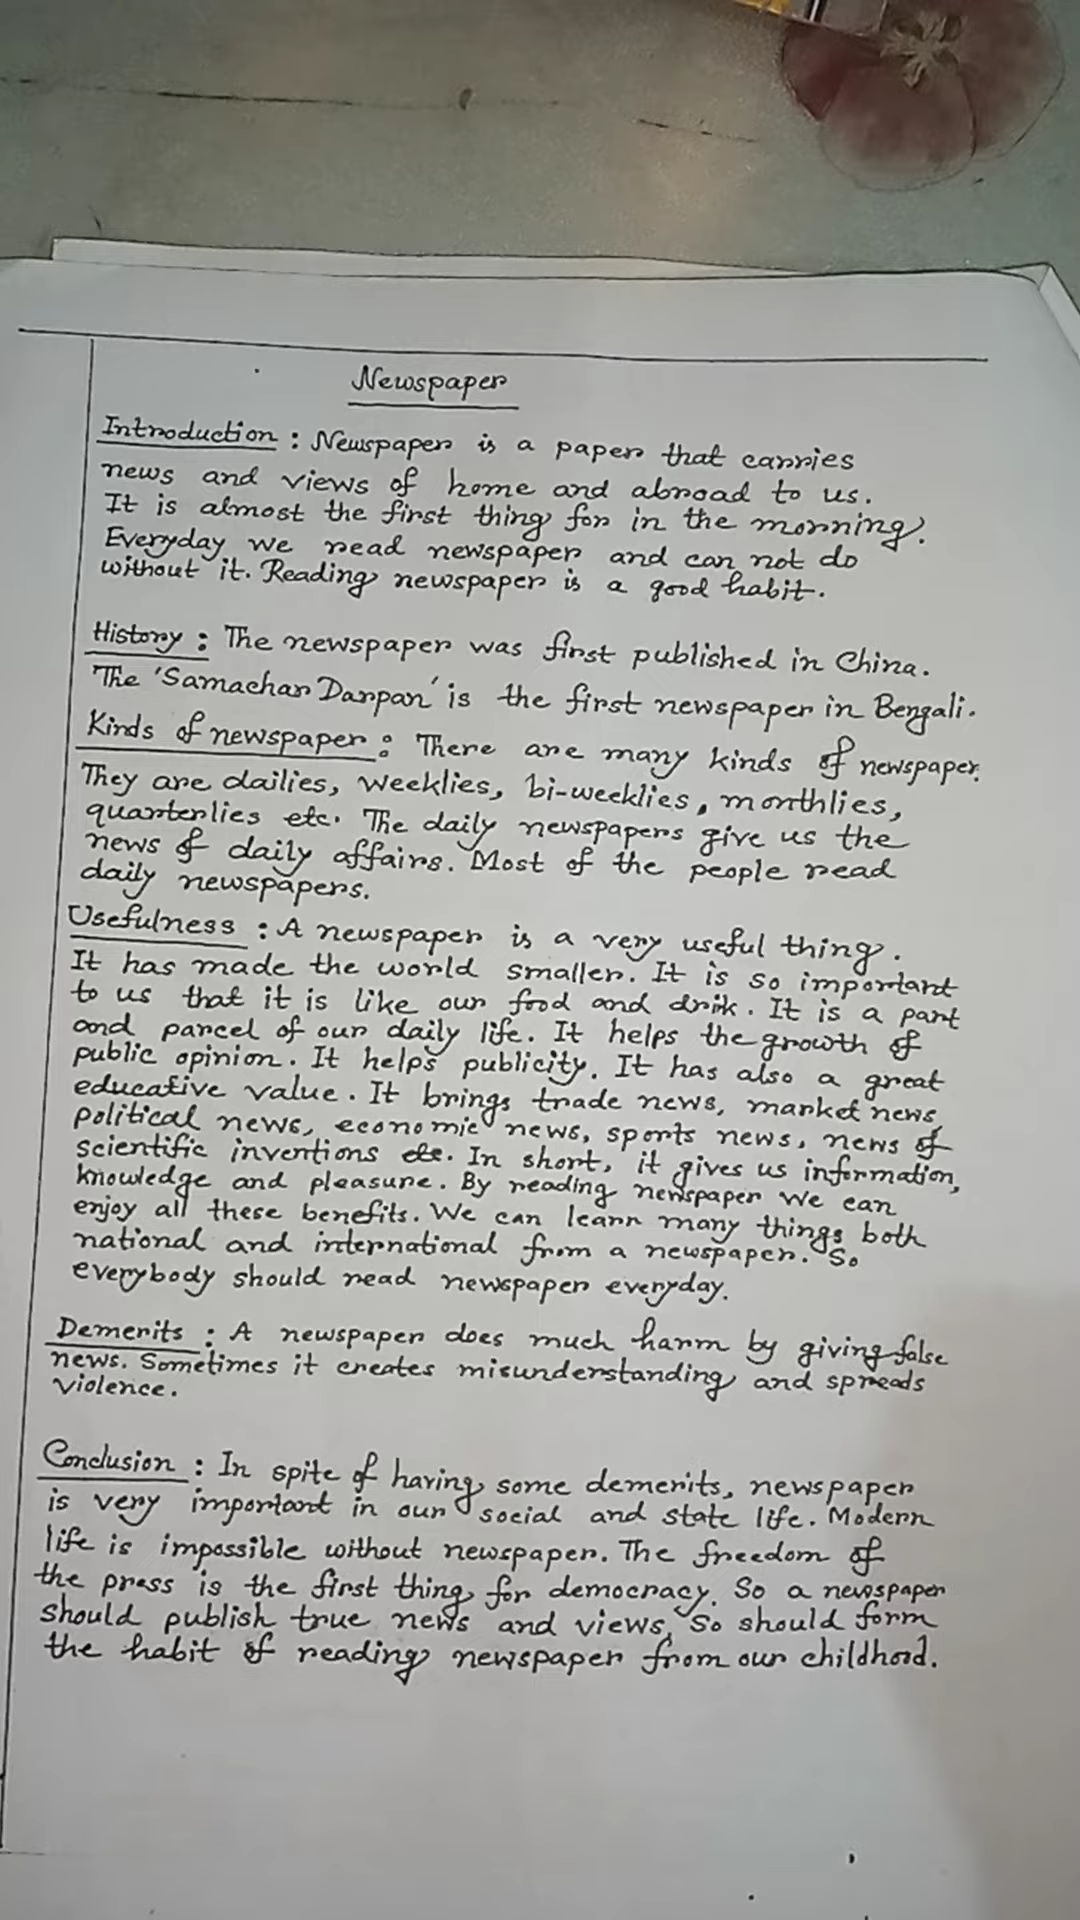 Newspaper
Introduction : Newspaper is a paper that carries
news and views of home and abroad to us.
It is almost the first thing for in the morning.
Everyday we read newspaper and can not do
without it. Reading newspaper is a good habit.
History : The newspaper was first published in China.
The 'Samachar Darpan' is the first newspaper in Bengali.
Kinds of newspaper : There are many kinds of newspaper.
They are dailies, weeklies, bi-weeklies, monthlies,
quarterlies etc. The daily newspapers give us the
news of daily affairs. Most of the people read
daily newspapers.
Usefulness : A newspaper is a very useful thing.
It has made the world smaller. It is so important
to us that it is like our food and drik. It is a part
and parcel of our daily life. It helps the growth of
public opinion. It helps publicity. It has also a great
educative value. It brings trade news, market news,
political news, economic news, sports news, news of
scientific inventions etc. In short, it gives us information,
knowledge and pleasure. By reading newspaper we can
enjoy all these benefits. We can learn many things both
national and international from a newspaper. So
everybody should read newspaper everyday.
Demerits : A newspaper does much harm by giving false
news. Sometimes it creates misunderstanding and spreads
violence.
Conclusion : In spite of having some demerits, newspaper
is very important in our social and state life. Modern
life is impossible without newspaper. The freedom of
the press is the first thing for democracy. So a newspaper
should publish true news and views, So should form
the habit of reading newspaper from our childhood.